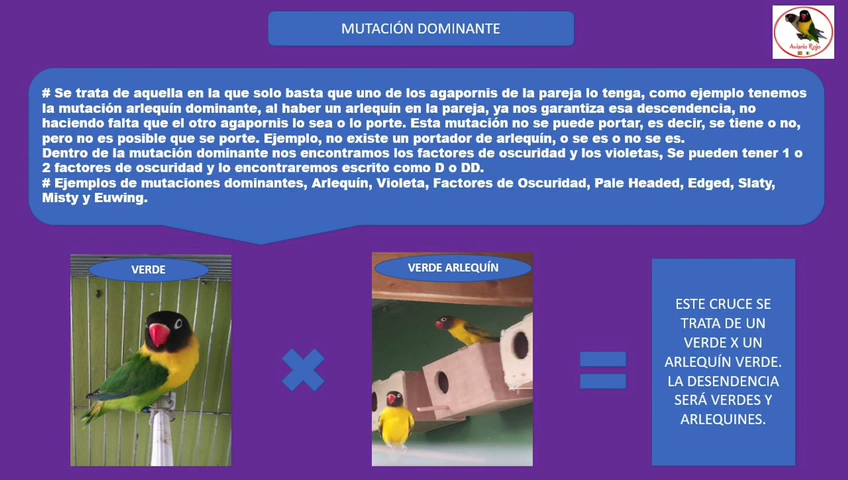 MUTACIÓN DOMINANTE
Aviario Rojo
# Se trata de aquella en la que solo basta que uno de los agapornis de la pareja lo tenga, como ejemplo tenemos
la mutación arlequín dominante, al haber un arlequín en la pareja, ya nos garantiza esa descendencia, no
haciendo falta que el otro agapornis lo sea o lo porte. Esta mutación no se puede portar, es decir, se tiene o no,
pero no es posible que se porte. Ejemplo, no existe un portador de arlequín, o se es o no se es.
Dentro de la mutación dominante nos encontramos los factores de oscuridad y los violetas, Se pueden tener 1 o
2 factores de oscuridad y lo encontraremos escrito como D o DD.
# Ejemplos de mutaciones dominantes, Arlequín, Violeta, Factores de Oscuridad, Pale Headed, Edged, Slaty,
Misty y Euwing.
VERDE
VERDE ARLEQUÍN
ESTE CRUCE SE
TRATA DE UN
VERDE X UN
ARLEQUÍN VERDE.
LA DESENDENCIA
SERÁ VERDES Y
ARLEQUINES.